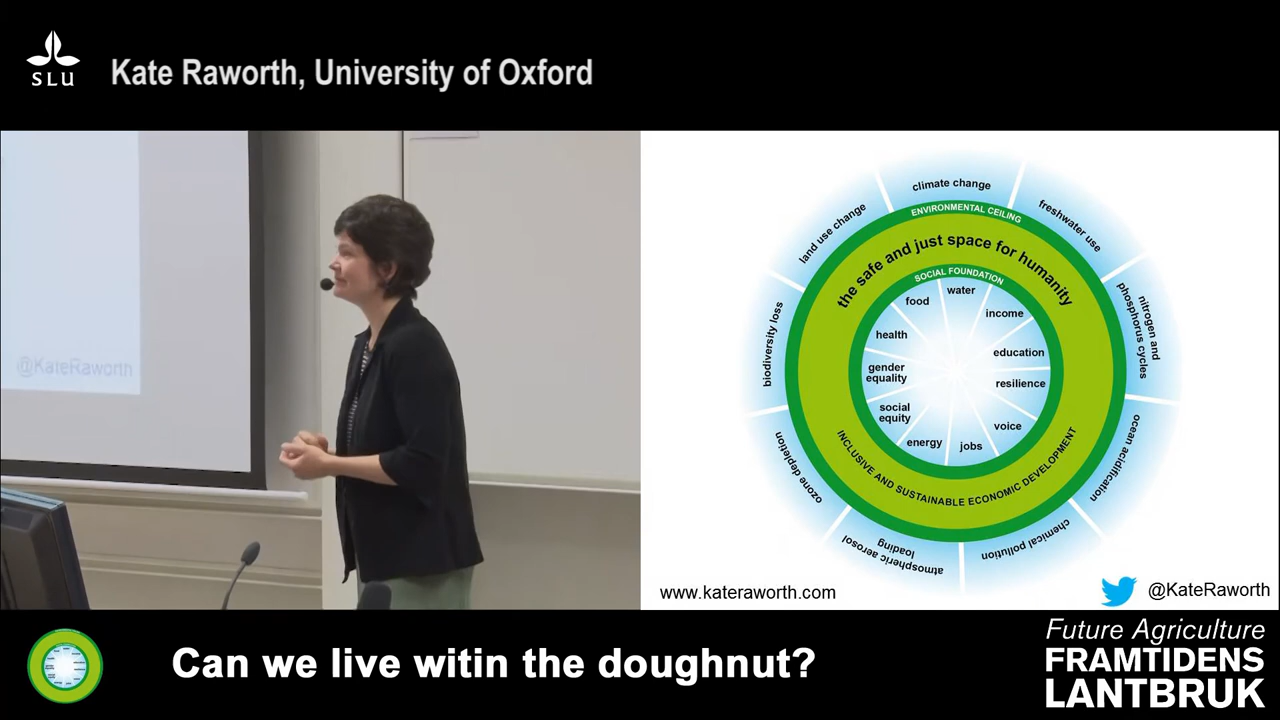 SLU
Kate Raworth, University of Oxford
@KateRaworth
climate change
freshwater use
nitrogen and
phosphorus cycles
ocean acidification
chemical pollution
atmospheric aerosol
loading
ozone depletion
biodiversity loss
land use change
ENVIRONMENTAL CEILING
the safe and just space for humanity
SOCIAL FOUNDATION
water
income
education
resilience
voice
jobs
energy
social
equity
gender
equality
health
food
INCLUSIVE AND SUSTAINABLE ECONOMIC DEVELOPMENT
www.kateraworth.com
@KateRaworth
Can we live witin the doughnut?
Future Agriculture
FRAMTIDENS
LANTBRUK